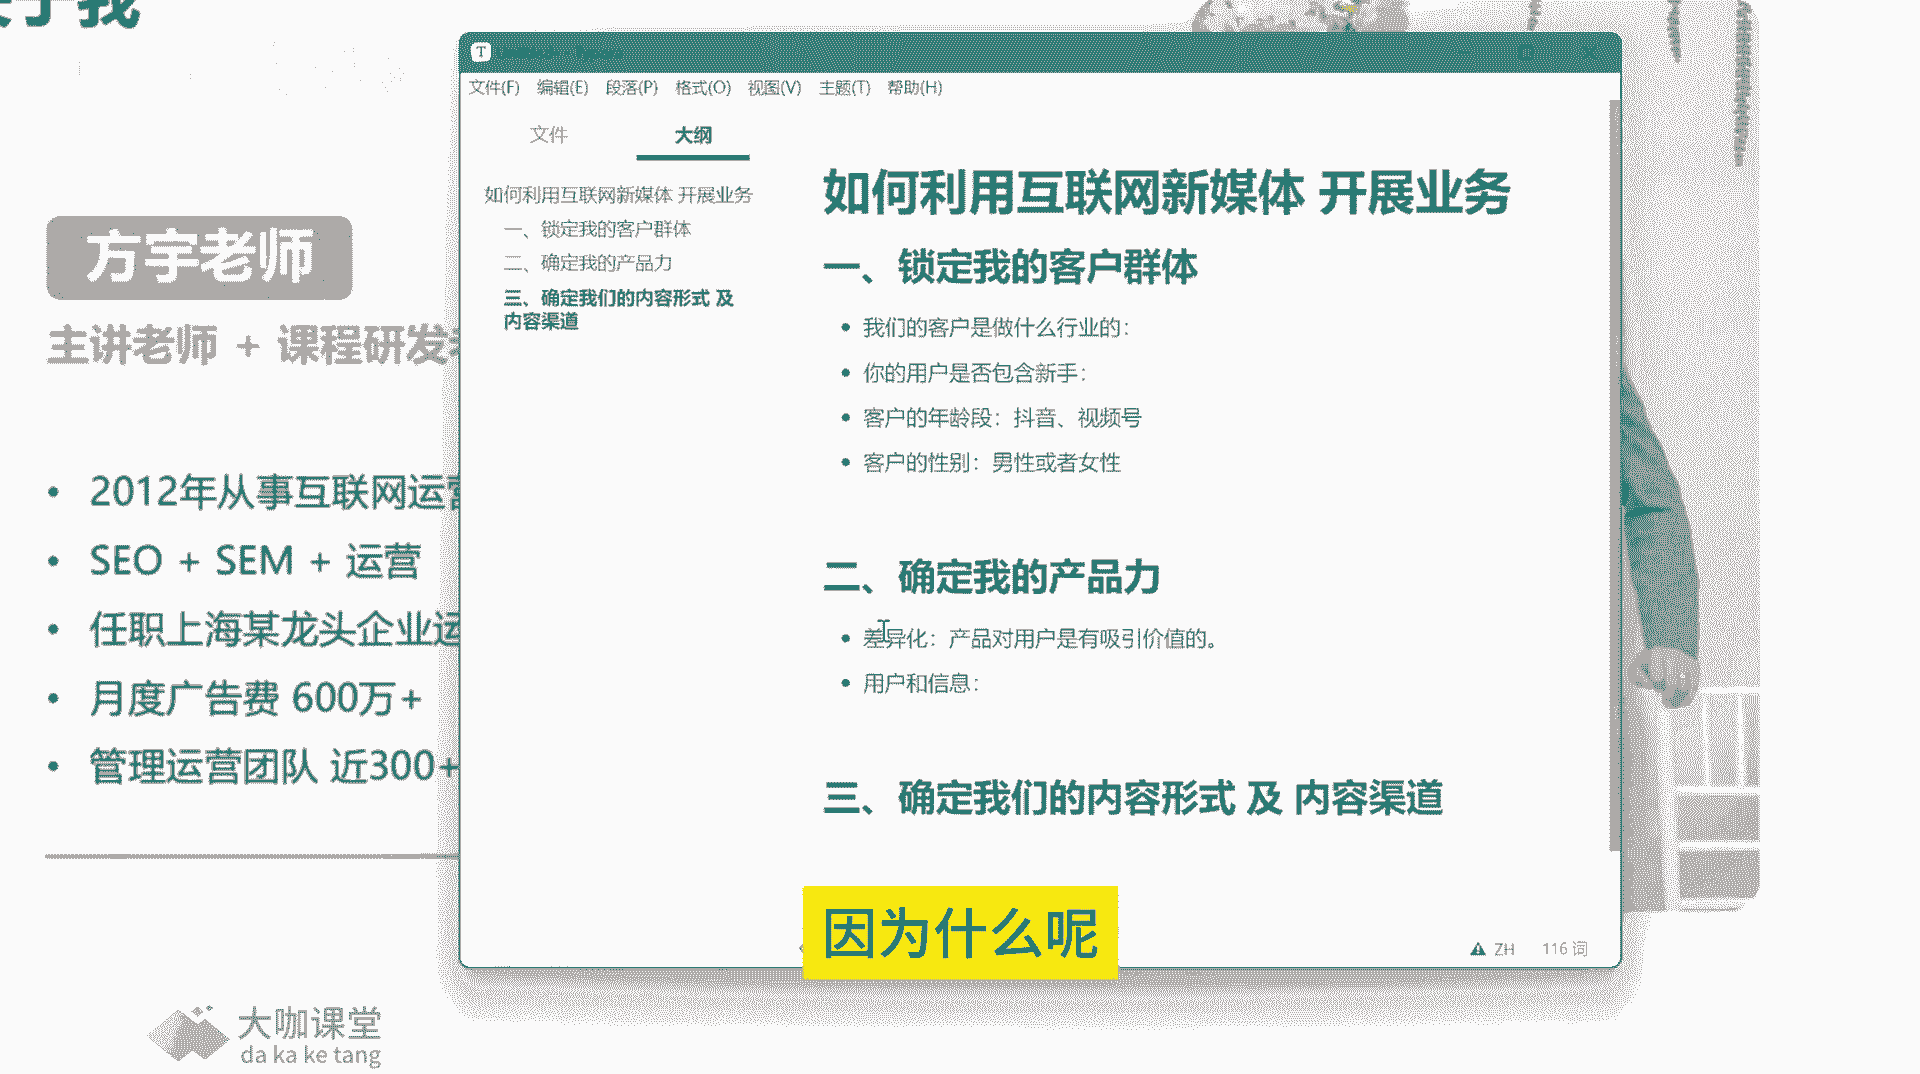 方宇老师
主讲老师 + 课程研发
• 2012年从事互联网运营
• SEO + SEM + 运营
• 任职上海某龙头企业运
• 月度广告费 600万+
• 管理运营团队 近300+
大咖课堂
da ka ke tang
T
文件(F) 编辑(E) 段落(P) 格式(O) 视图(V) 主题(T) 帮助(H)
文件 大纲
如何利用互联网新媒体 开展业务
一、锁定我的客户群体
二、确定我的产品力
三、确定我们的内容形式 及
内容渠道
如何利用互联网新媒体 开展业务
一、锁定我的客户群体
• 我们的客户是做什么行业的：
• 你的用户是否包含新手：
• 客户的年龄段：抖音、视频号
• 客户的性别：男性或者女性
二、确定我的产品力
• 差异化：产品对用户是有吸引价值的。
• 用户和信息：
三、确定我们的内容形式 及 内容渠道
因为什么呢
ZH 116 词